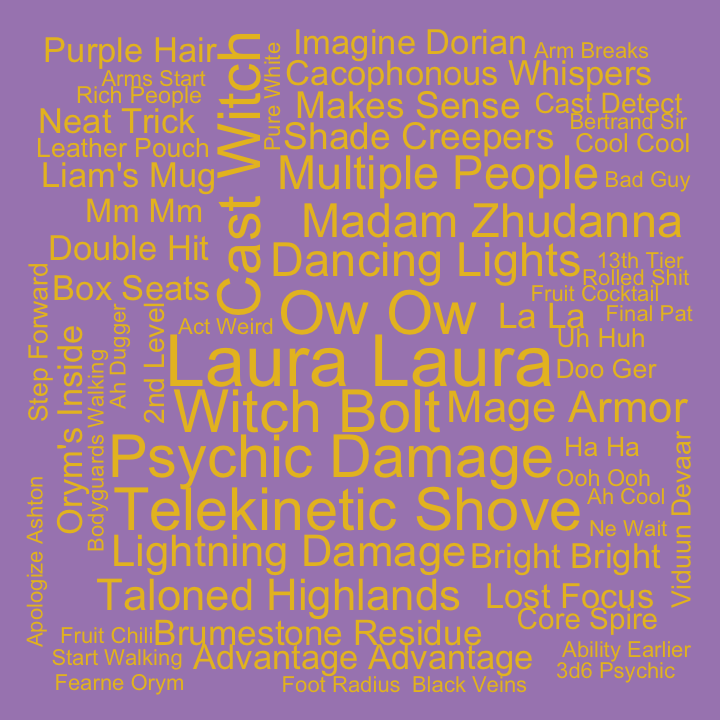 Purple Hair
Imagine Dorian
Arm Breaks
Arms Start
Cast Witch
Pure White
Cacophonous Whispers
Rich People
Makes Sense
Cast Detect
Neat Trick
Bertrand Sir
Leather Pouch
Shade Creepers
Cool Cool
Liam's Mug
Multiple People
Bad Guy
Mm Mm
Madam Zhudanna
Double Hit
Dancing Lights
13th Tier
Rolled Shit
Box Seats
Fruit Cocktail
Step Forward
Ow Ow
La La
Final Pat
Act Weird
Uh Huh
Ah Dugger
2nd Level
Laura Laura
Doo Ger
Orym's Inside
Bodyguards Walking
Witch Bolt
Mage Armor
Psychic Damage
Ha Ha
Ooh Ooh
Viduun Devaar
Telekinetic Shove
Ah Cool
Ne Wait
Apologize Ashton
Lightning Damage
Bright Bright
Taloned Highlands
Lost Focus
Core Spire
Fruit Chili
Brumestone Residue
Start Walking
Advantage Advantage
Ability Earlier
3d6 Psychic
Fearne Orym
Foot Radius
Black Veins